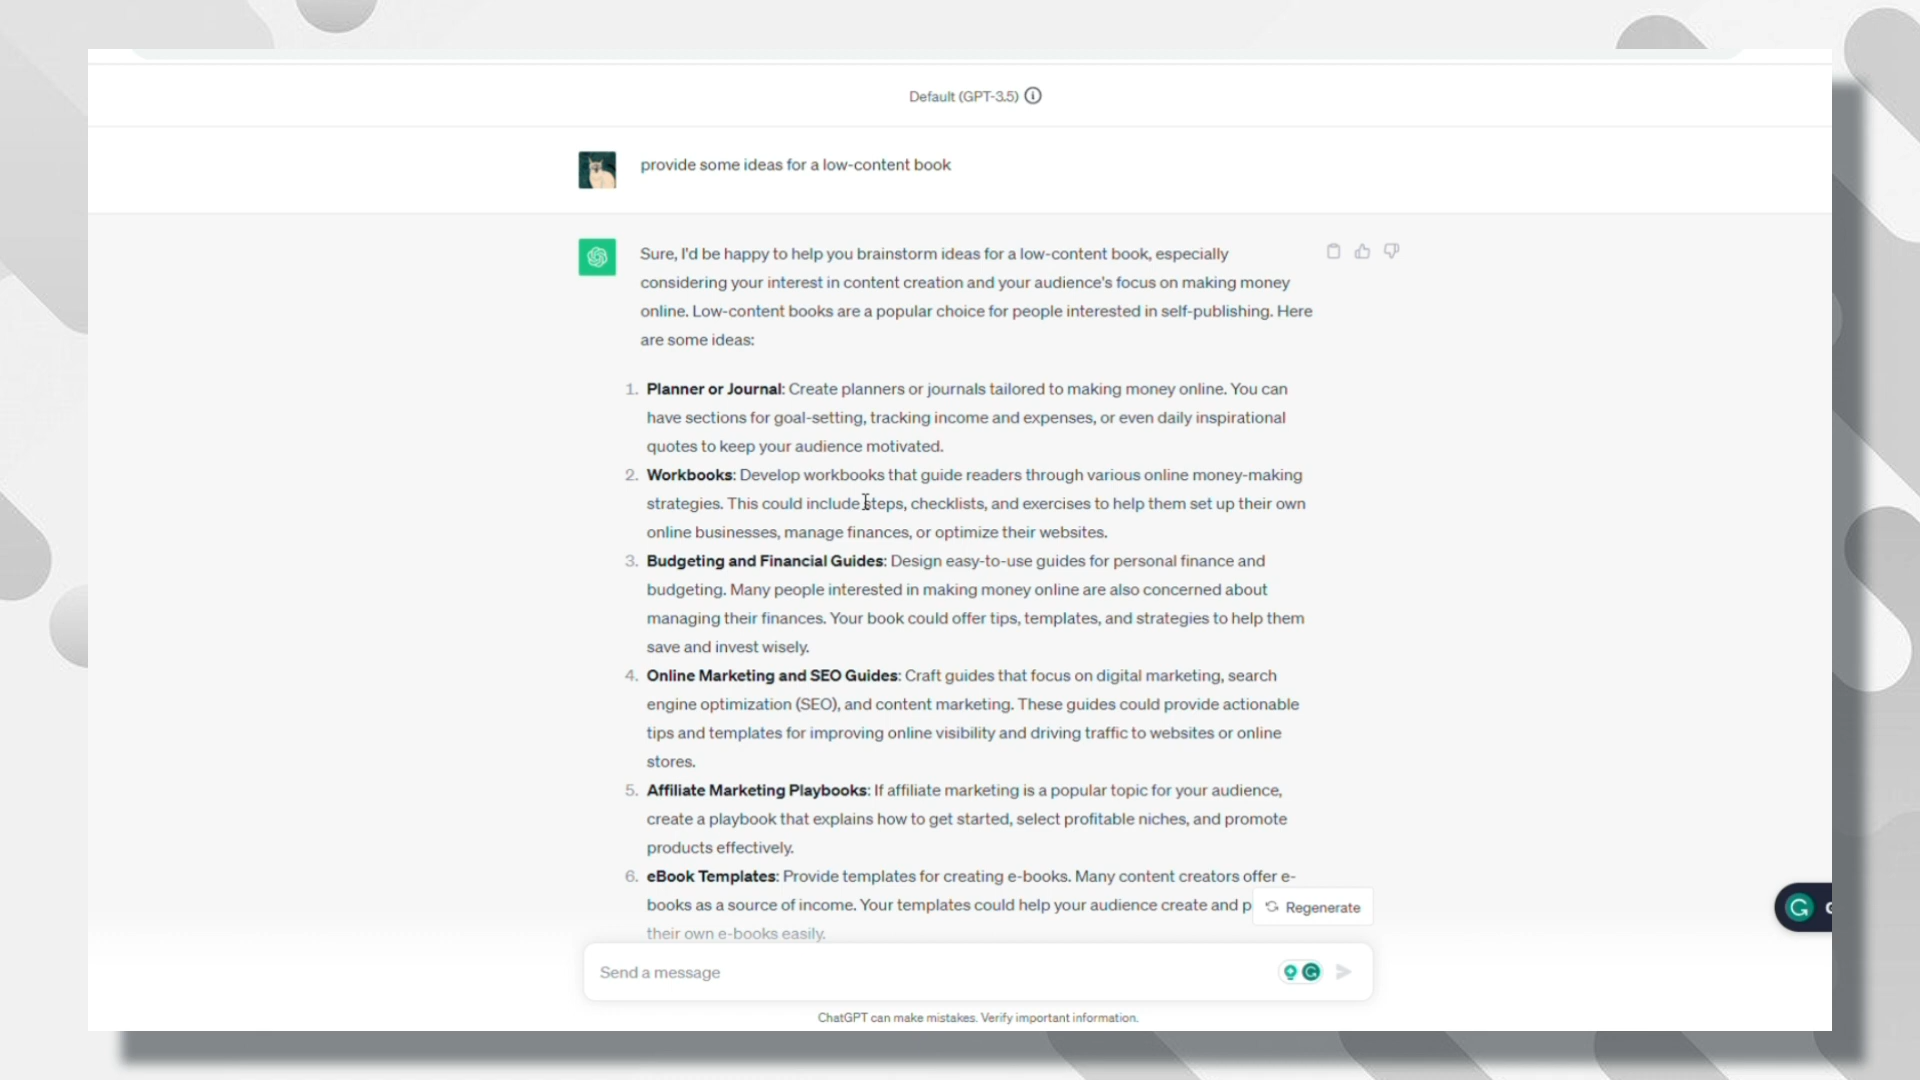 Default (GPT-3.5)
provide some ideas for a low-content book
Sure, I'd be happy to help you brainstorm ideas for a low-content book, especially
considering your interest in content creation and your audience's focus on making money
online. Low-content books are a popular choice for people interested in self-publishing. Here
are some ideas:
1. Planner or Journal: Create planners or journals tailored to making money online. You can
have sections for goal-setting, tracking income and expenses, or even daily inspirational
quotes to keep your audience motivated.
2. Workbooks: Develop workbooks that guide readers through various online money-making
strategies. This could include steps, checklists, and exercises to help them set up their own
online businesses, manage finances, or optimize their websites.
3. Budgeting and Financial Guides: Design easy-to-use guides for personal finance and
budgeting. Many people interested in making money online are also concerned about
managing their finances. Your book could offer tips, templates, and strategies to help them
save and invest wisely.
4. Online Marketing and SEO Guides: Craft guides that focus on digital marketing, search
engine optimization (SEO), and content marketing. These guides could provide actionable
tips and templates for improving online visibility and driving traffic to websites or online
stores.
5. Affiliate Marketing Playbooks: If affiliate marketing is a popular topic for your audience,
create a playbook that explains how to get started, select profitable niches, and promote
products effectively.
6. eBook Templates: Provide templates for creating e-books. Many content creators offer e-
books as a source of income. Your templates could help your audience create and p
Regenerate
their own e-books easily.
Send a message
ChatGPT can make mistakes. Verify important information.